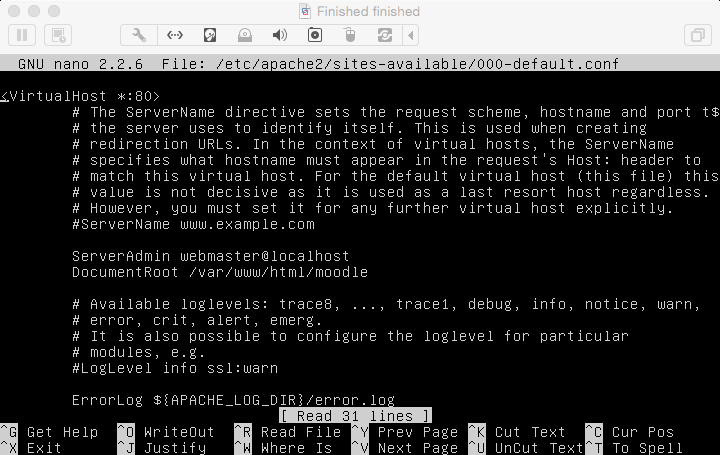 Finished finished
GNU nano 2.2.6 File: /etc/apache2/sites-available/000-default.conf
<VirtualHost *:80>
# The ServerName directive sets the request scheme, hostname and port t$
# the server uses to identify itself. This is used when creating
# redirection URLs. In the context of virtual hosts, the ServerName
# specifies what hostname must appear in the request's Host: header to
# match this virtual host. For the default virtual host (this file) this
# value is not decisive as it is used as a last resort host regardless.
# However, you must set it for any further virtual host explicitly.
#ServerName www.example.com
ServerAdmin webmaster@localhost
DocumentRoot /var/www/html/moodle
# Available loglevels: trace8, ..., trace1, debug, info, notice, warn,
# error, crit, alert, emerg.
# It is also possible to configure the loglevel for particular
# modules, e.g.
#LogLevel info ssl:warn
ErrorLog ${APACHE_LOG_DIR}/error.log
[ Read 31 lines ]
^G Get Help ^O WriteOut ^R Read File ^Y Prev Page ^K Cut Text ^C Cur Pos
^X Exit ^J Justify ^W Where Is ^V Next Page ^U UnCut Text ^T To Spell